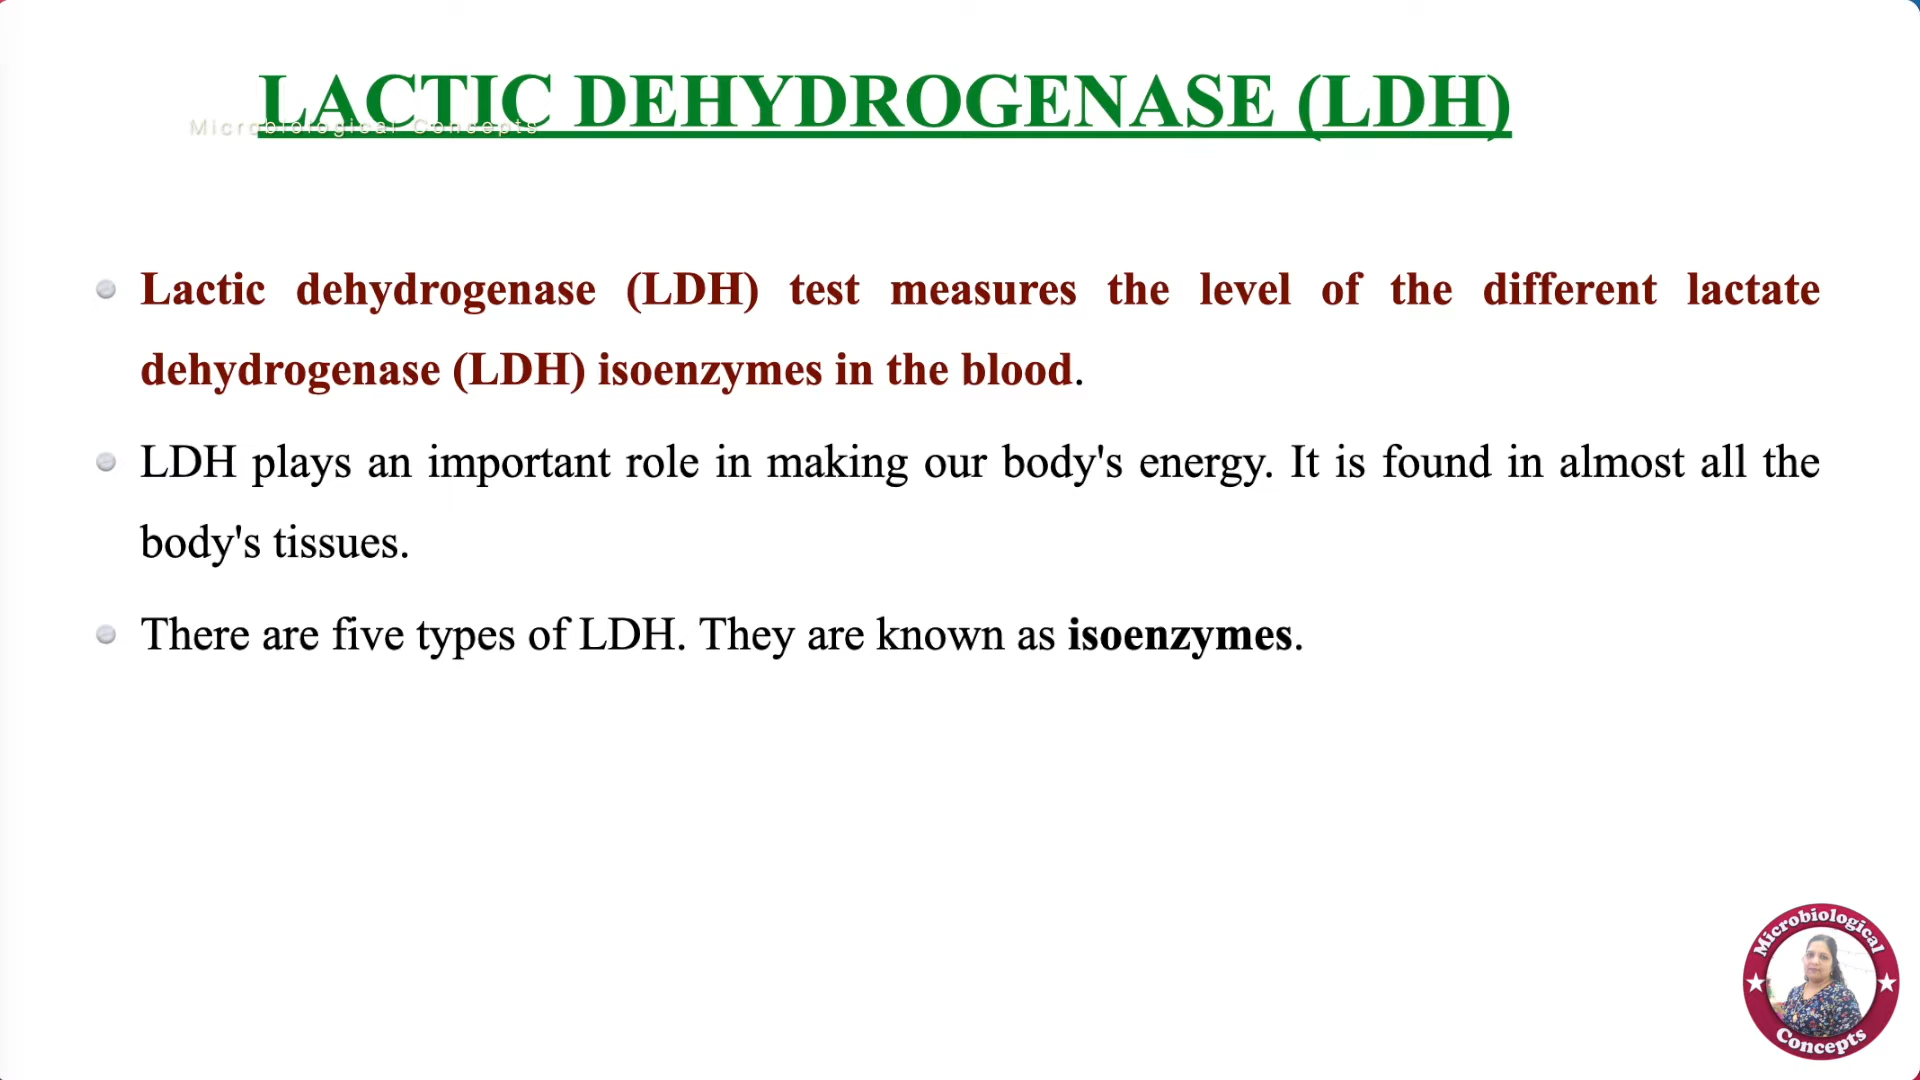 LACTIC DEHYDROGENASE (LDH)
Microbiological Concepts
Lactic dehydrogenase (LDH) test measures the level of the different lactate
dehydrogenase (LDH) isoenzymes in the blood.
LDH plays an important role in making our body's energy. It is found in almost all the
body's tissues.
There are five types of LDH. They are known as isoenzymes.
Microbiological
Concepts